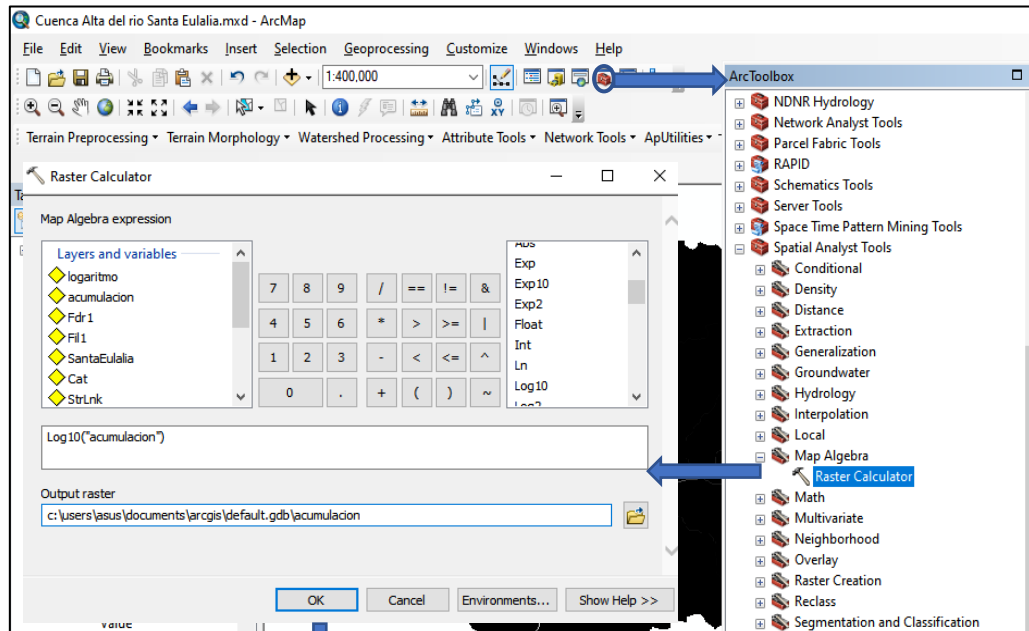 Cuenca Alta del rio Santa Eulalia.mxd - ArcMap
File Edit View Bookmarks Insert Selection Geoprocessing Customize Windows Help
1:400,000
Terrain Preprocessing Terrain Morphology Watershed Processing Attribute Tools Network Tools ApUtilities
Raster Calculator
Map Algebra expression
Layers and variables
logaritmo
acumulacion
Fdr1
Fil1
SantaEulalia
Cat
StrLnk
7 8 9 / == != &
4 5 6 * > >= |
1 2 3 - < <= ^
0 . + ( ) ~
Abs
Exp
Exp10
Exp2
Float
Int
Ln
Log10
Log2
Log10("acumulacion")
Output raster
c:\users\asus\documents\arcgis\default.gdb\acumulacion
OK Cancel Environments... Show Help >>
Value
ArcToolbox
NDNR Hydrology
Network Analyst Tools
Parcel Fabric Tools
RAPID
Schematics Tools
Server Tools
Space Time Pattern Mining Tools
Spatial Analyst Tools
Conditional
Density
Distance
Extraction
Generalization
Groundwater
Hydrology
Interpolation
Local
Map Algebra
Raster Calculator
Math
Multivariate
Neighborhood
Overlay
Raster Creation
Reclass
Segmentation and Classification